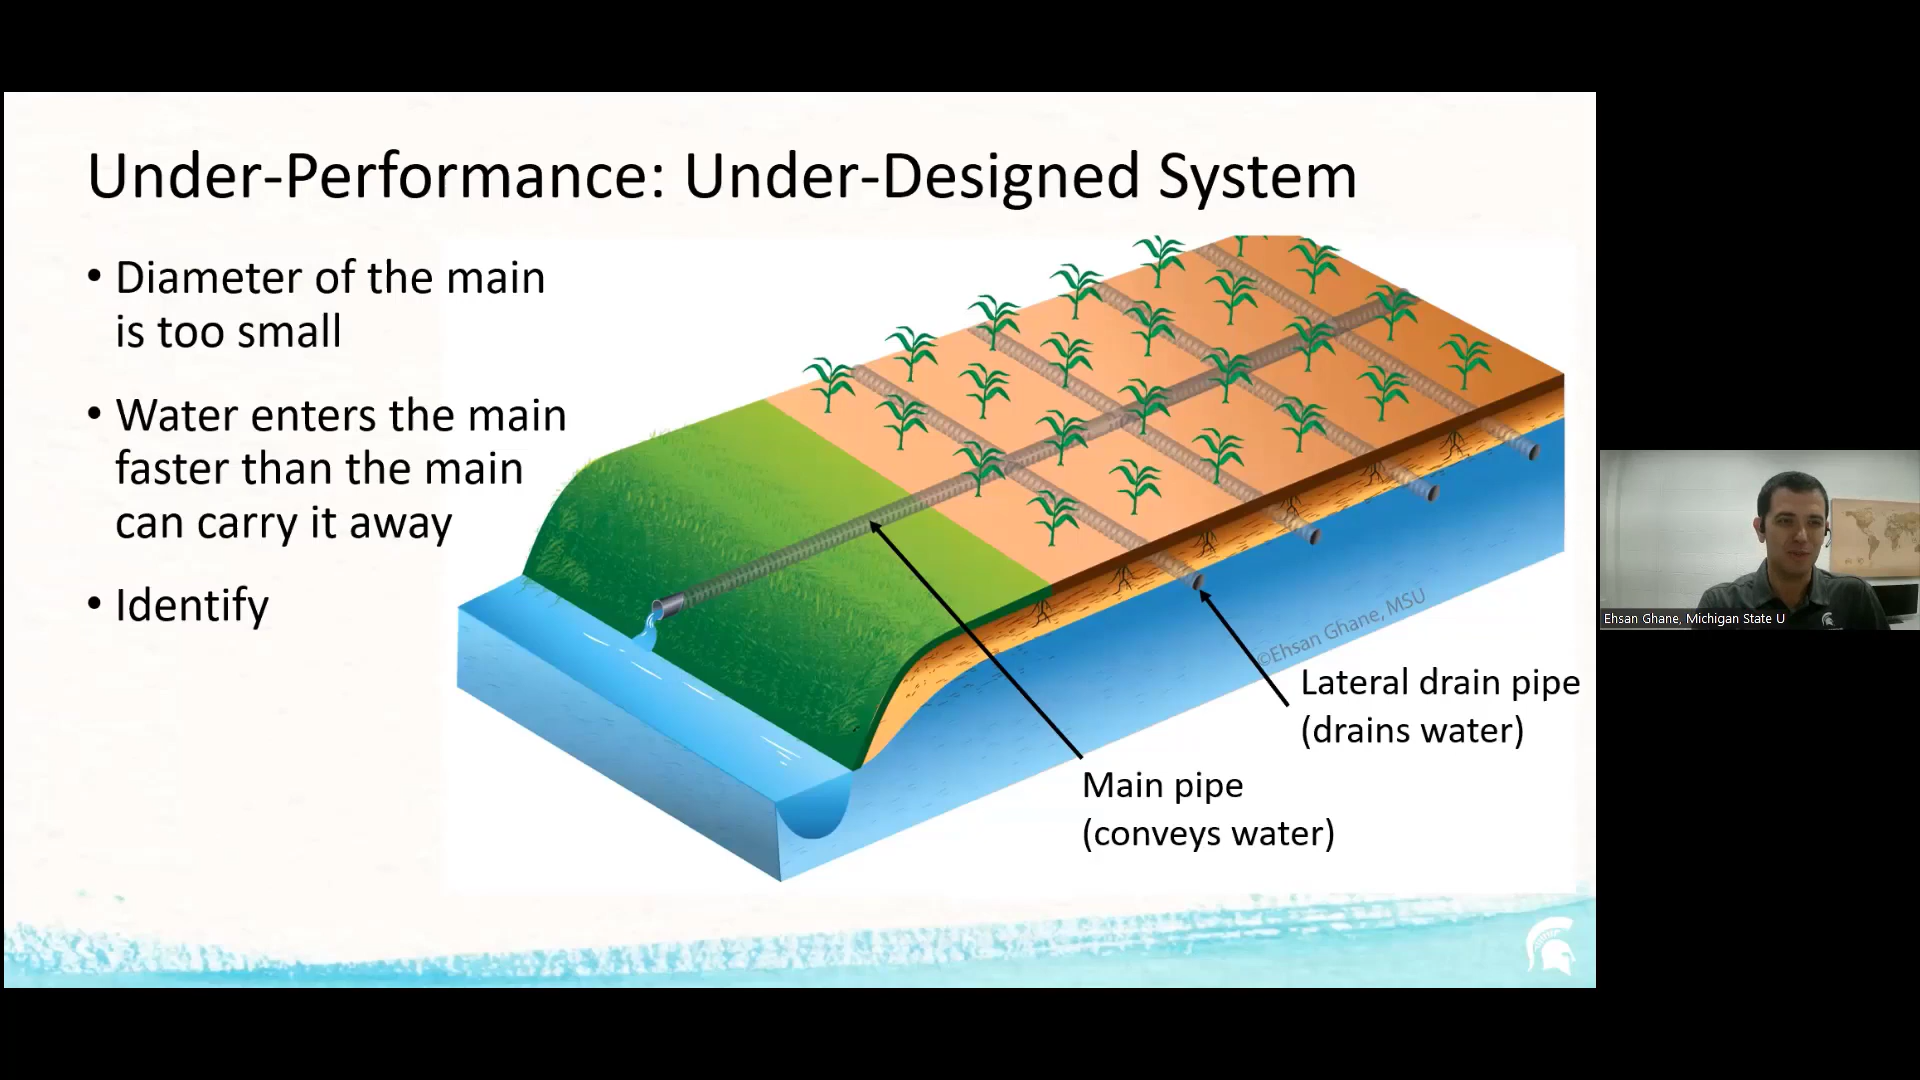 Under-Performance: Under-Designed System
• Diameter of the main
is too small
• Water enters the main
faster than the main
can carry it away
• Identify
©Ehsan Ghane, MSU
Lateral drain pipe
(drains water)
Main pipe
(conveys water)
Ehsan Ghane, Michigan State U